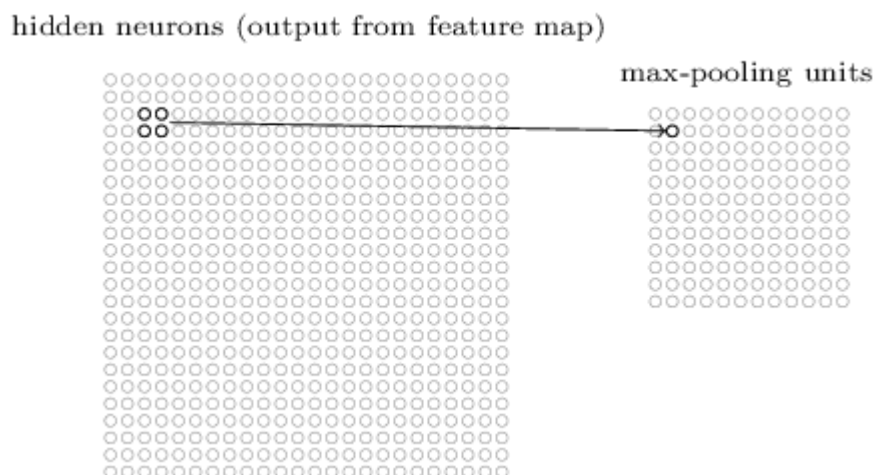 hidden neurons (output from feature map)
max-pooling units